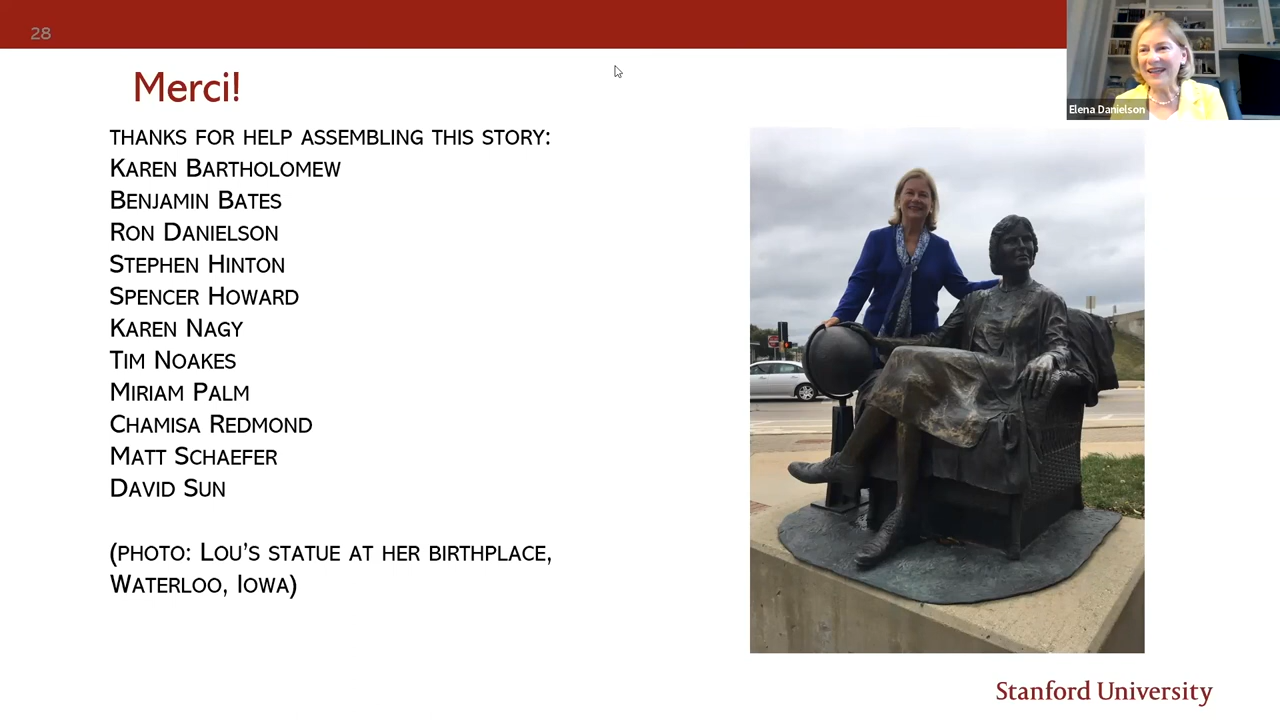 28
Elena Danielson
Merci!
THANKS FOR HELP ASSEMBLING THIS STORY:
KAREN BARTHOLOMEW
BENJAMIN BATES
RON DANIELSON
STEPHEN HINTON
SPENCER HOWARD
KAREN NAGY
TIM NOAKES
MIRIAM PALM
CHAMISA REDMOND
MATT SCHAEFER
DAVID SUN
(PHOTO: LOU'S STATUE AT HER BIRTHPLACE,
WATERLOO, IOWA)
Stanford University